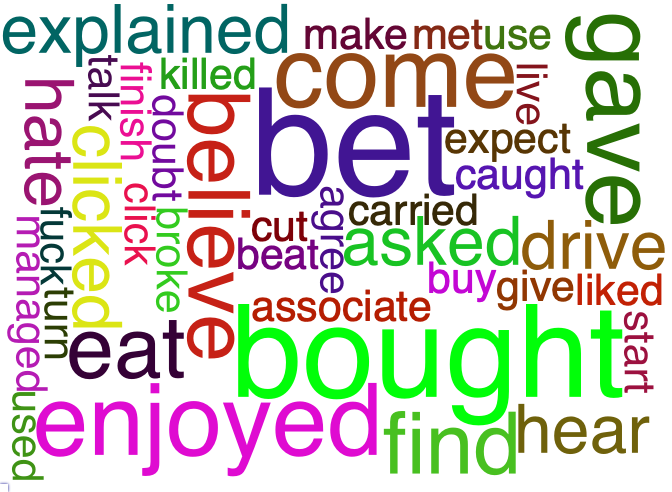 explained
make
met
use
gave
talk
finish
killed
come
live
hate
clicked
doubt
believe
bet
expect
caught
click
broke
agree
carried
fuck
turn
managed
cut
beat
asked
drive
buy
give
liked
associate
eat
bought
start
used
enjoyed
find
hear